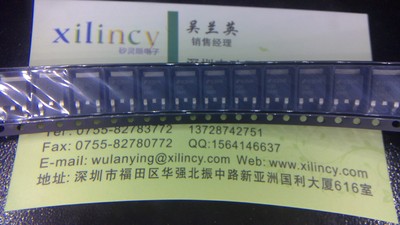 xilincy
吴兰英
销售经理
Tel: 0755-82783772 13728742751
Fax: 0755-82780772 QQ:1564146637
E-mail: wulanying@xilincy.com Web: www.xilincy.com
地址: 深圳市福田区华强北振中路新亚洲国利大厦616室